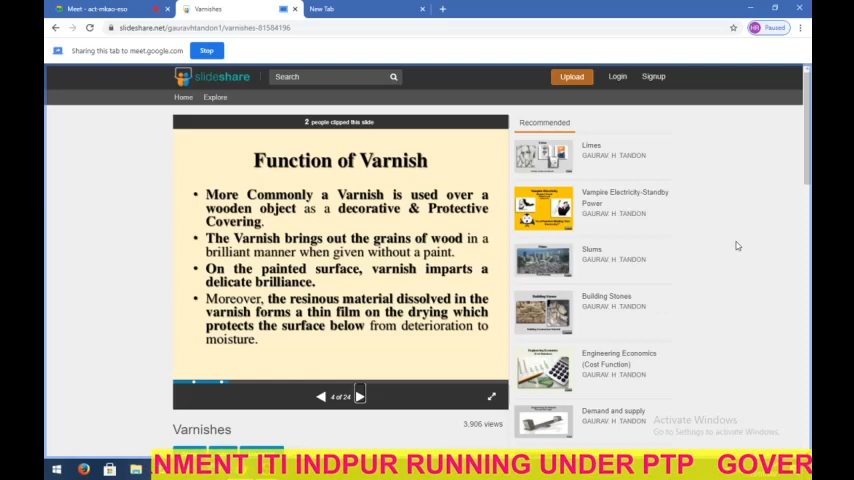 Meet - act-mkao-eso
Varnishes
New Tab
slideshare.net/gauravhtandon1/varnishes-81584196
HR
Paused
Sharing this tab to meet.google.com
Stop
slideshare
Search
Upload
Login
Signup
Home
Explore
2 people clipped this slide
Function of Varnish
• More Commonly a Varnish is used over a
wooden object as a decorative & Protective
Covering.
• The Varnish brings out the grains of wood in a
brilliant manner when given without a paint.
• On the painted surface, varnish imparts a
delicate brilliance.
• Moreover, the resinous material dissolved in the
varnish forms a thin film on the drying which
protects the surface below from deterioration to
moisture.
4 of 24
Varnishes
3,906 views
Recommended
Limes
GAURAV. H .TANDON
Vampire Electricity-Standby
Power
GAURAV. H .TANDON
Slums
GAURAV. H .TANDON
Building Stones
GAURAV. H .TANDON
Engineering Economics
(Cost Function)
GAURAV. H .TANDON
Demand and supply
GAURAV. H .TANDON
Activate Windows
Go to Settings to activate Windows.
NMENT ITI INDPUR RUNNING UNDER PTP GOVER